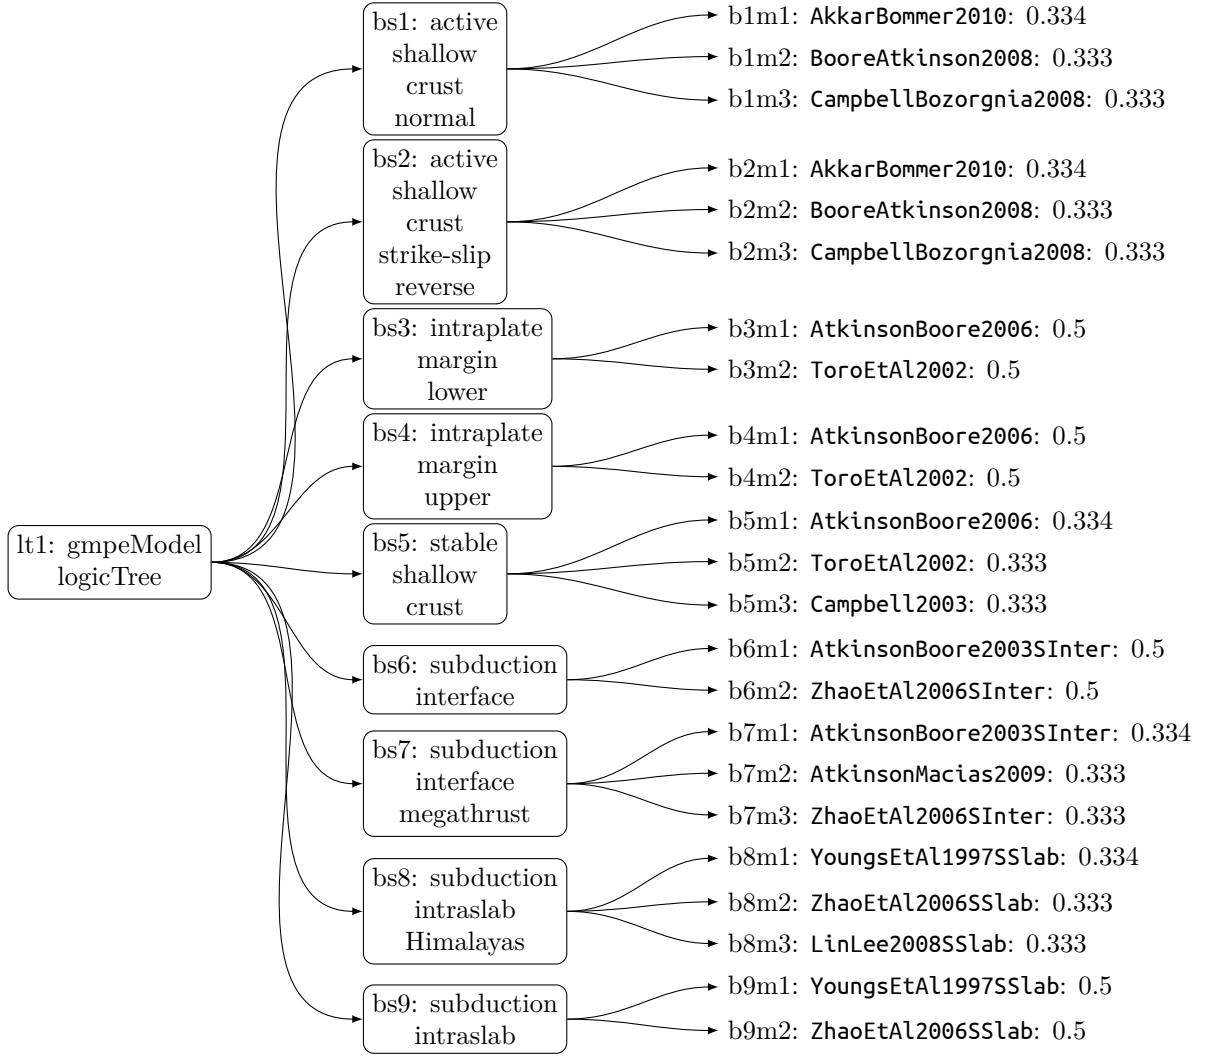 lt1: gmpeModel
logicTree
bs1: active
shallow
crust
normal
b1m1: AkkarBommer2010: 0.334
b1m2: BooreAtkinson2008: 0.333
b1m3: CampbellBozorgnia2008: 0.333
bs2: active
shallow
crust
strike-slip
reverse
b2m1: AkkarBommer2010: 0.334
b2m2: BooreAtkinson2008: 0.333
b2m3: CampbellBozorgnia2008: 0.333
bs3: intraplate
margin
lower
b3m1: AtkinsonBoore2006: 0.5
b3m2: ToroEtAl2002: 0.5
bs4: intraplate
margin
upper
b4m1: AtkinsonBoore2006: 0.5
b4m2: ToroEtAl2002: 0.5
bs5: stable
shallow
crust
b5m1: AtkinsonBoore2006: 0.334
b5m2: ToroEtAl2002: 0.333
b5m3: Campbell2003: 0.333
bs6: subduction
interface
b6m1: AtkinsonBoore2003SInter: 0.5
b6m2: ZhaoEtAl2006SInter: 0.5
bs7: subduction
interface
megathrust
b7m1: AtkinsonBoore2003SInter: 0.334
b7m2: AtkinsonMacias2009: 0.333
b7m3: ZhaoEtAl2006SInter: 0.333
bs8: subduction
intraslab
Himalayas
b8m1: YoungsEtAl1997SSlab: 0.334
b8m2: ZhaoEtAl2006SSlab: 0.333
b8m3: LinLee2008SSlab: 0.333
bs9: subduction
intraslab
b9m1: YoungsEtAl1997SSlab: 0.5
b9m2: ZhaoEtAl2006SSlab: 0.5